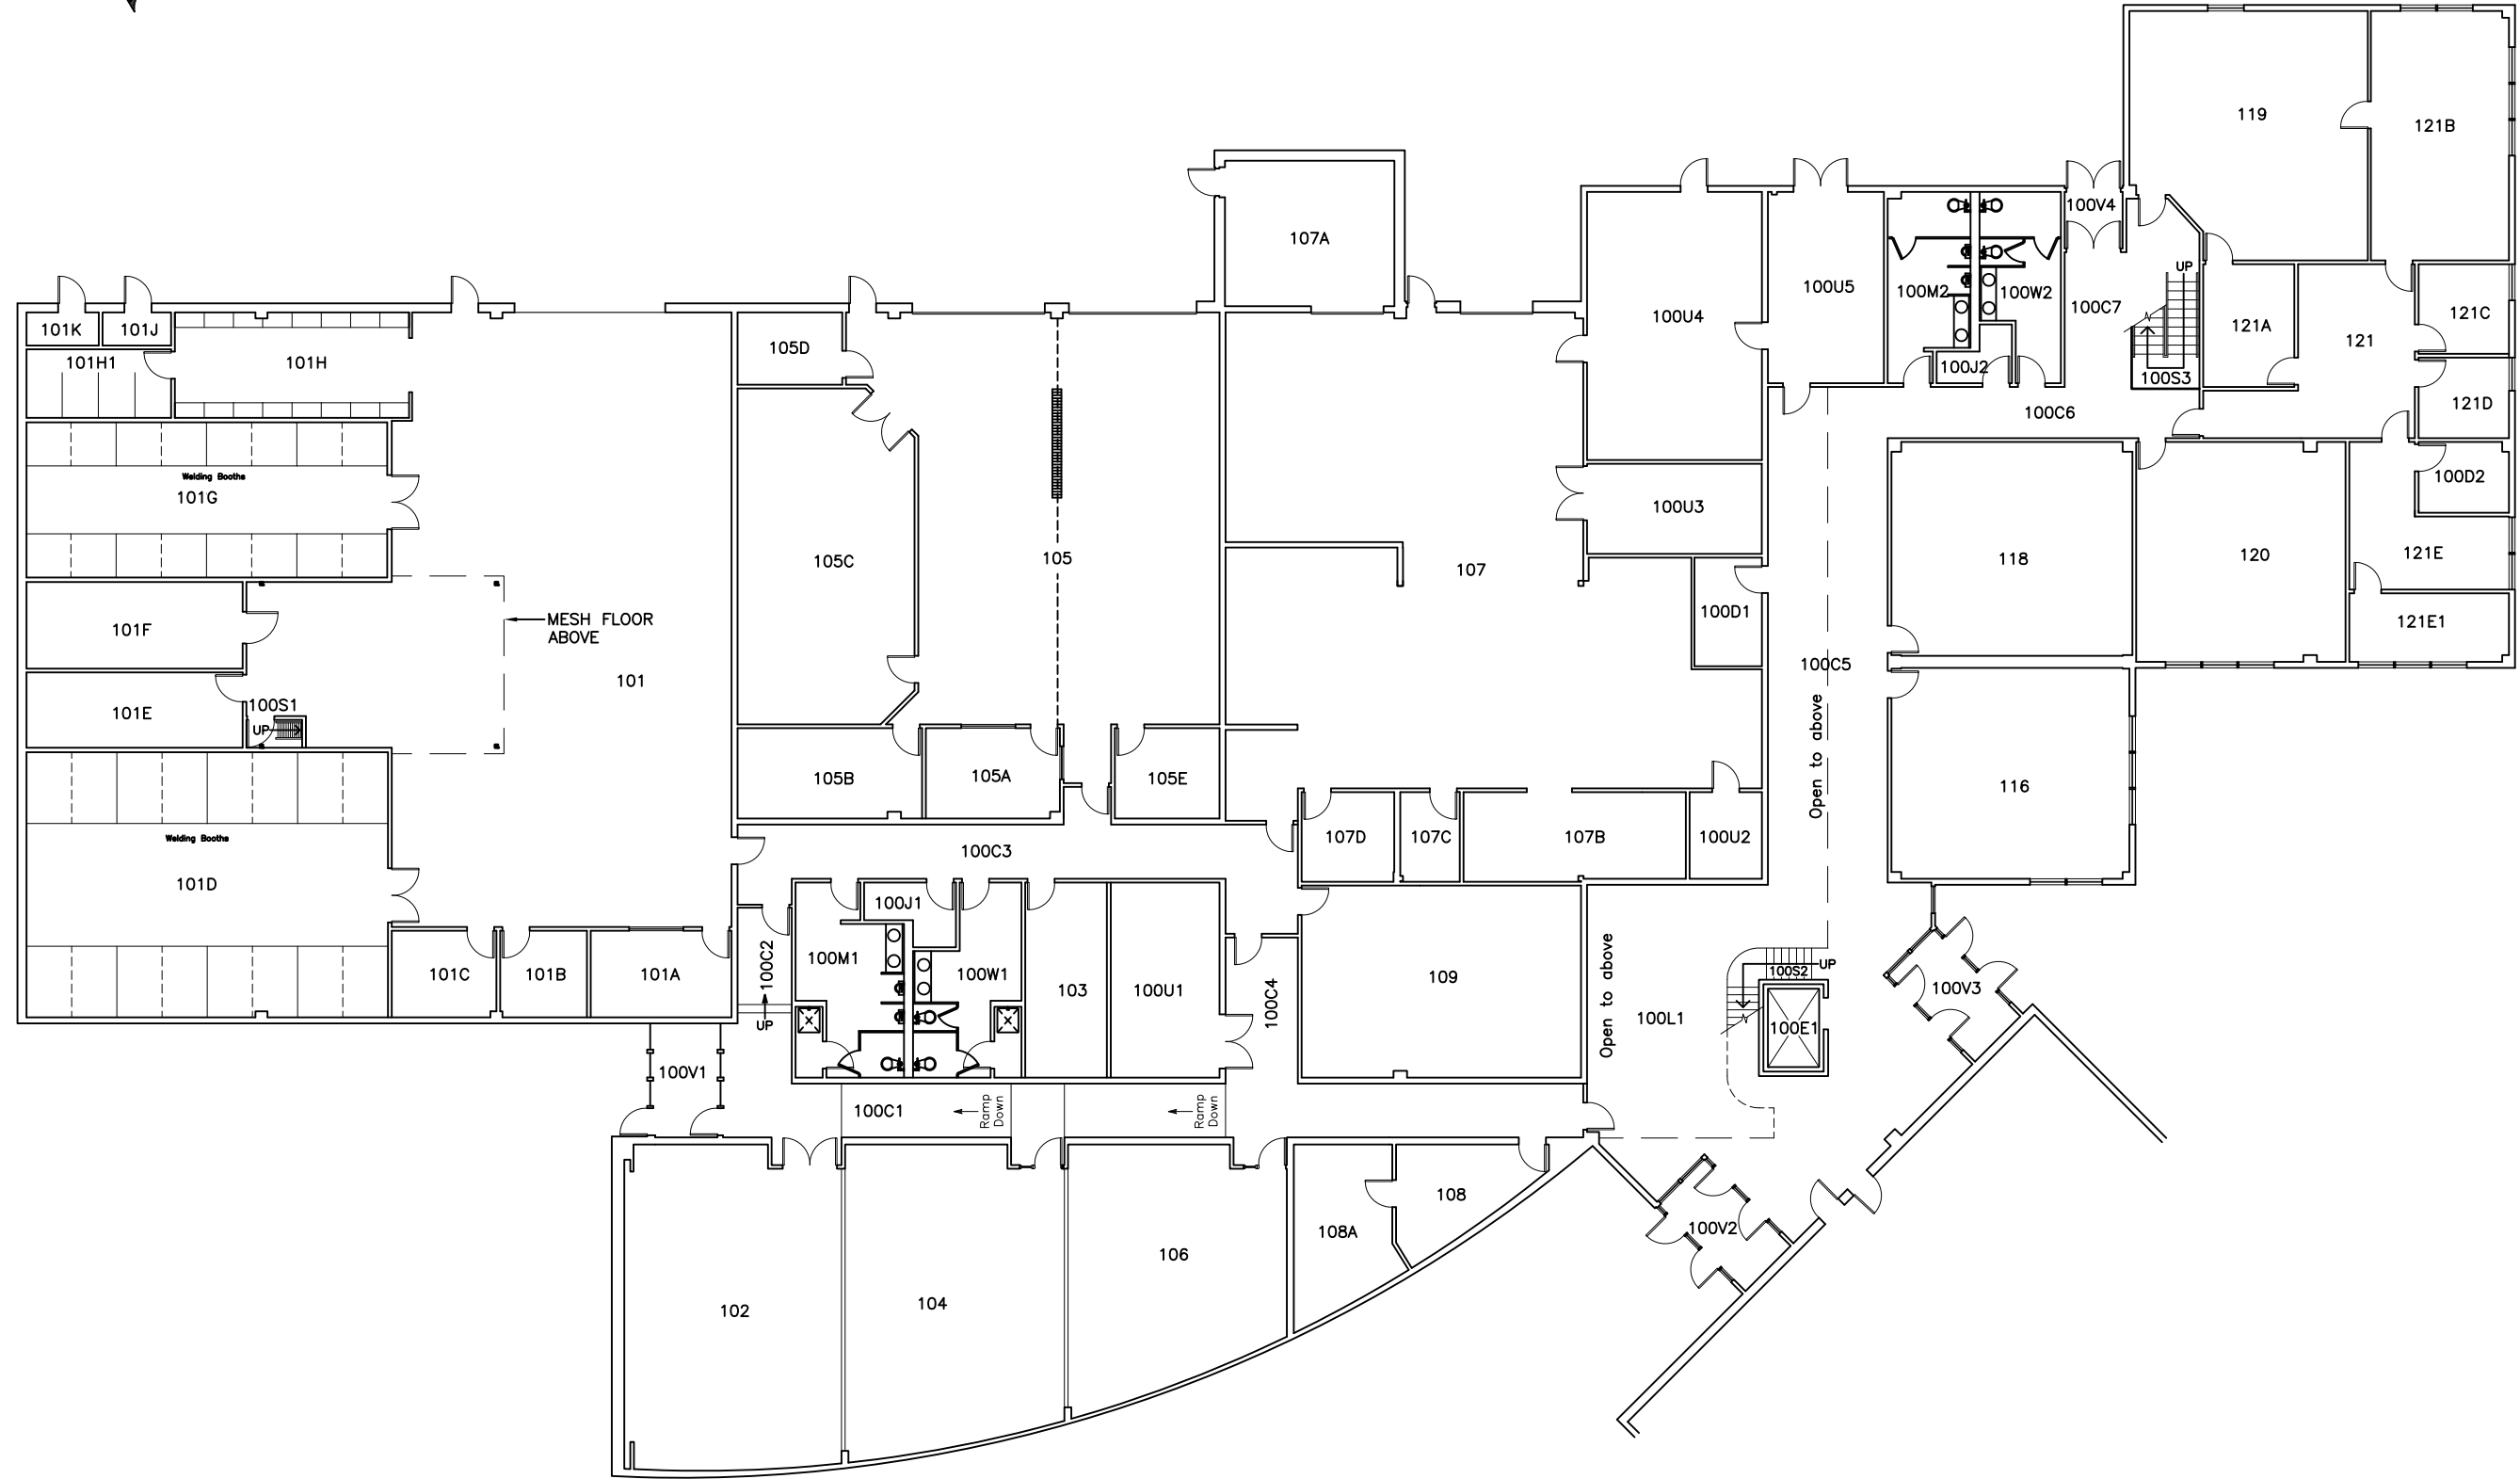 119
121B
100V4
107A
UP
101K
101J
101H1
101H
105D
100U4
100U5
100M2
100W2
100C7
121A
121
121C
100J2
100S3
121D
100C6
Welding Booths
101G
100U3
100D2
105C
105
107
118
120
121E
101F
MESH FLOOR
ABOVE
100D1
121E1
100C5
Open to above
101
101E
100S1
UP
105B
105A
105E
116
Welding Booths
101D
100C3
107D
107C
107B
100U2
100J1
101C
101B
101A
100C2
UP
100M1
100W1
103
100U1
100C4
109
Open to above
100L1
UP
100S2
100E1
100V3
100V1
100C1
Ramp
Down
Ramp
Down
108
108A
100V2
102
104
106